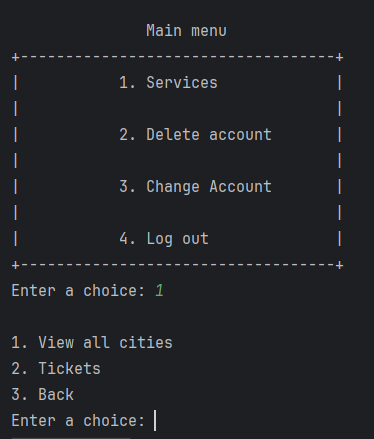 Main menu
+-----------------------------------+
|           1. Services             |
|                                   |
|           2. Delete account       |
|                                   |
|           3. Change Account       |
|                                   |
|           4. Log out              |
+-----------------------------------+
Enter a choice: 1
1. View all cities
2. Tickets
3. Back
Enter a choice: